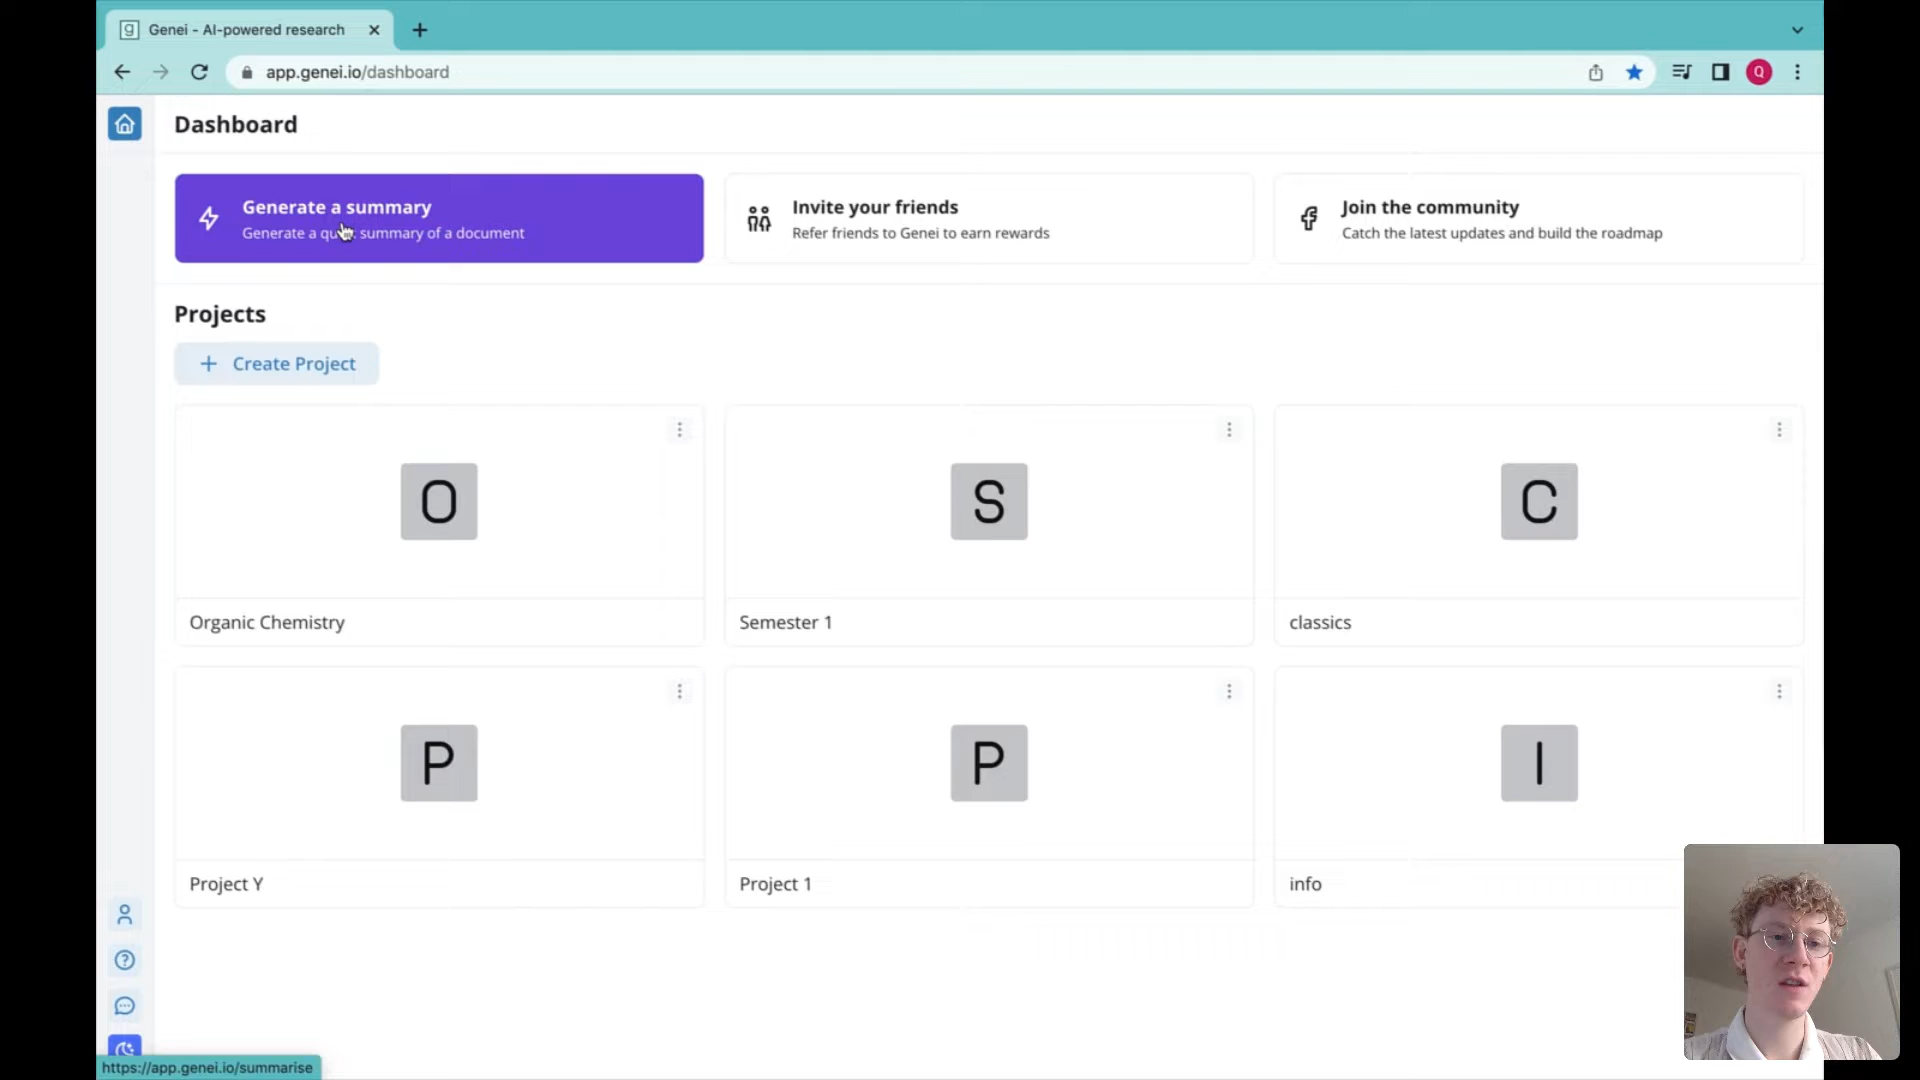 g Genei - AI-powered research
app.genei.io/dashboard
Q
Dashboard
Generate a summary
Generate a quick summary of a document
Invite your friends
Refer friends to Genei to earn rewards
Join the community
Catch the latest updates and build the roadmap
Projects
+ Create Project
O
S
C
Organic Chemistry
Semester 1
classics
P
P
I
Project Y
Project 1
info
https://app.genei.io/summarise